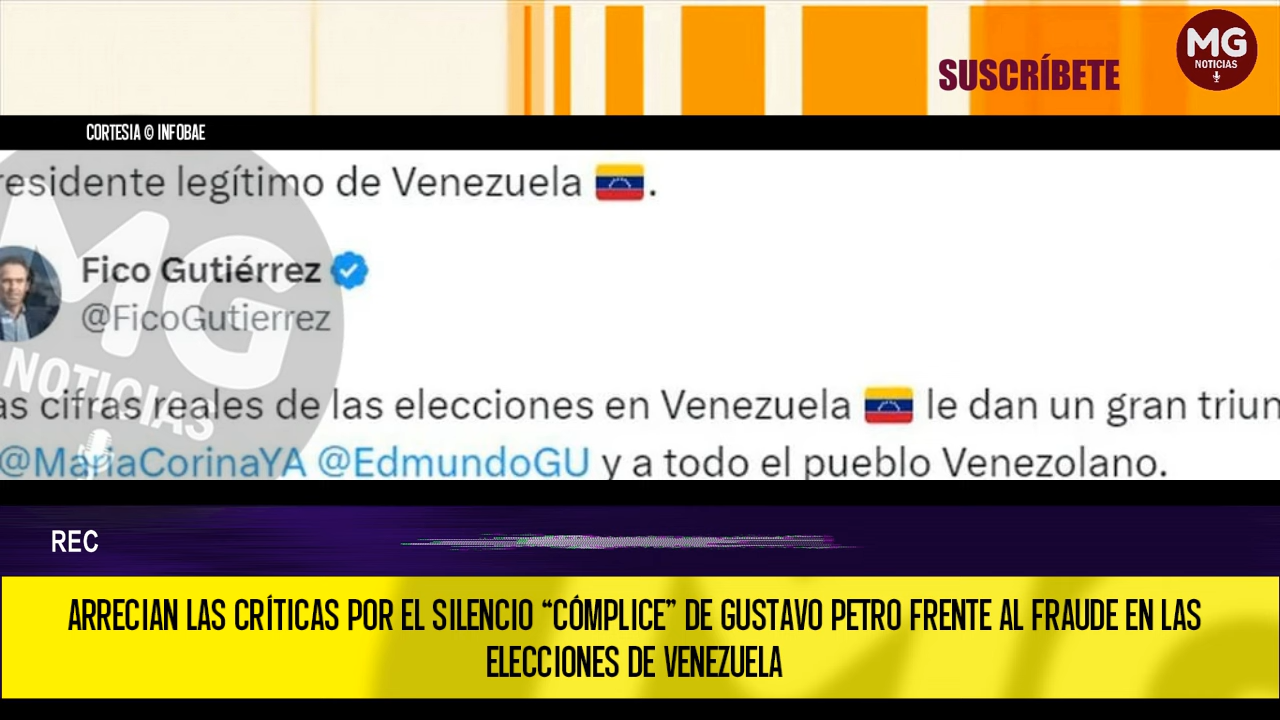 MG
NOTICIAS
SUSCRÍBETE
CORTESIA © INFOBAE
residente legítimo de Venezuela 🇻🇪.
Fico Gutiérrez
@FicoGutierrez
MG
NOTICIAS
as cifras reales de las elecciones en Venezuela 🇻🇪 le dan un gran triun
@MariaCorinaYA @EdmundoGU y a todo el pueblo Venezolano.
REC
ARRECIAN LAS CRÍTICAS POR EL SILENCIO “CÓMPLICE” DE GUSTAVO PETRO FRENTE AL FRAUDE EN LAS
ELECCIONES DE VENEZUELA